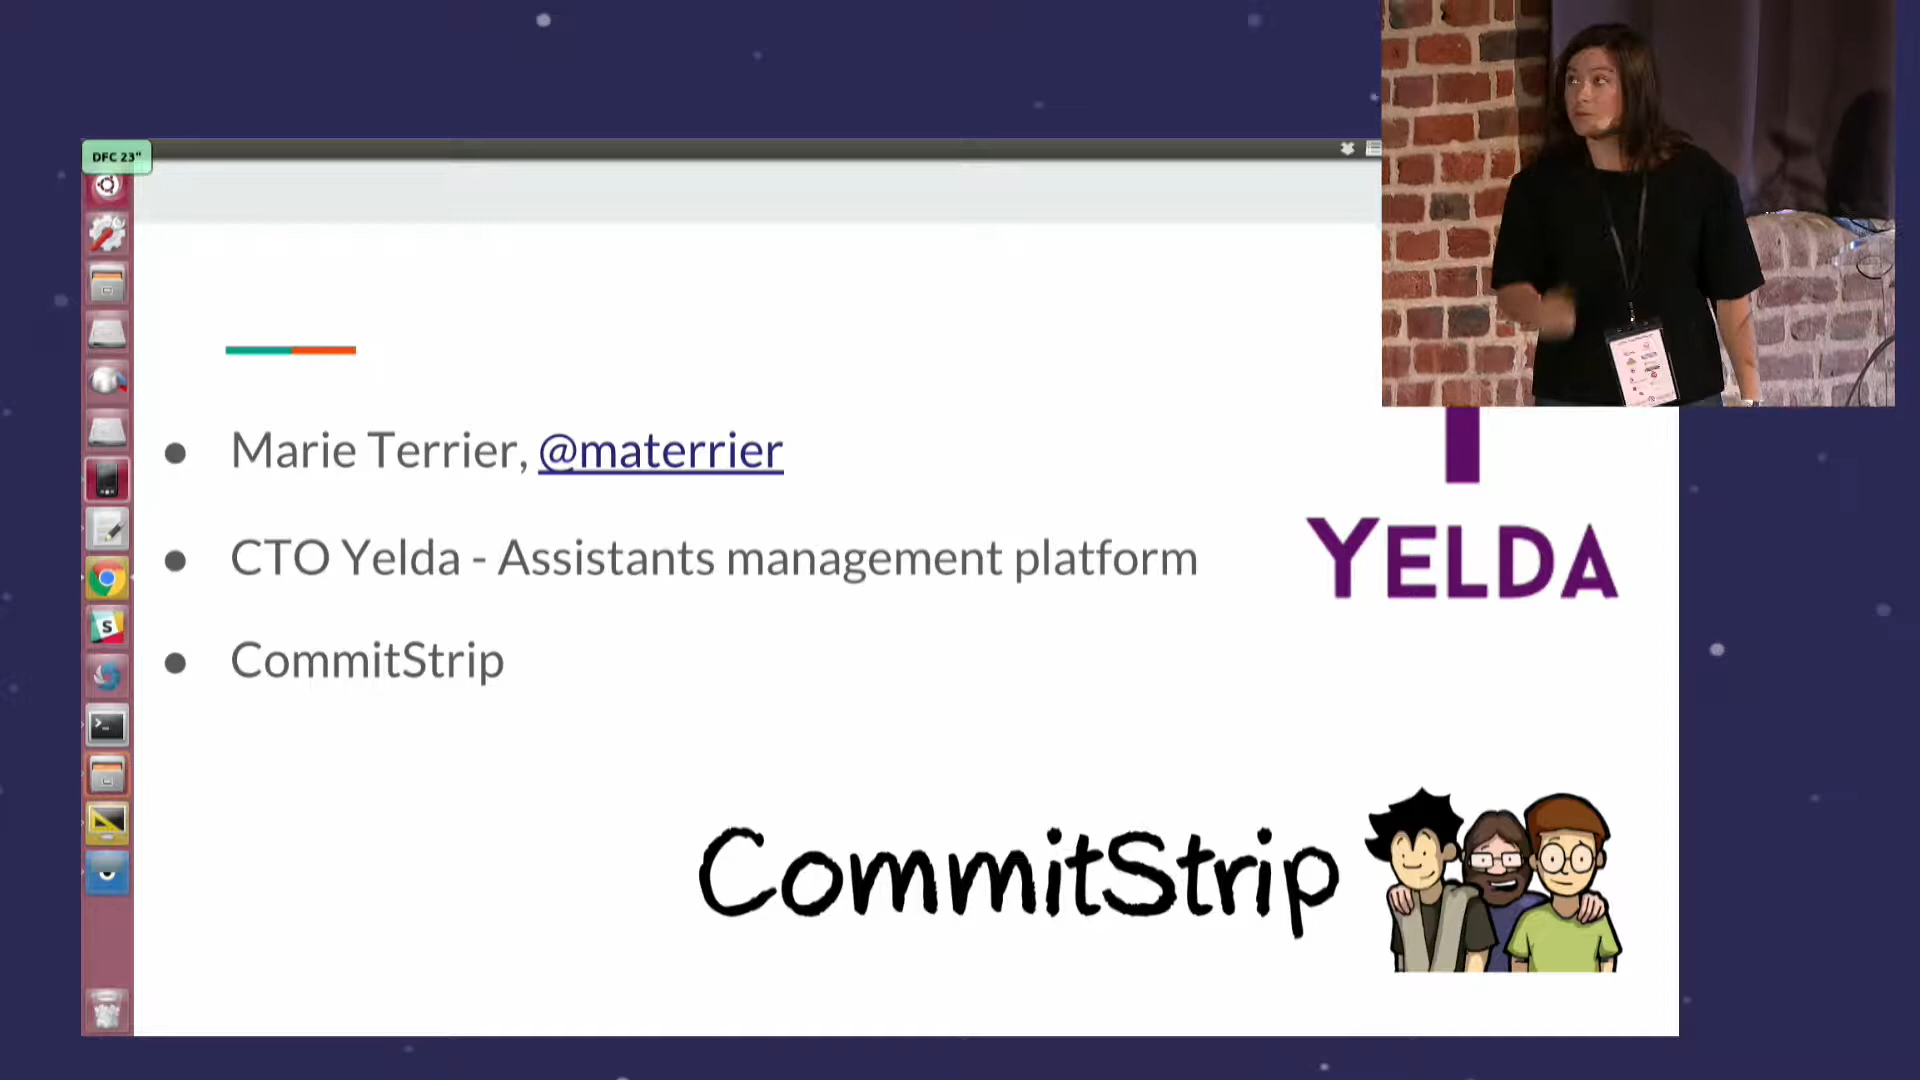 DFC 23"
Marie Terrier, @materrier
CTO Yelda - Assistants management platform
YELDA
CommitStrip
CommitStrip